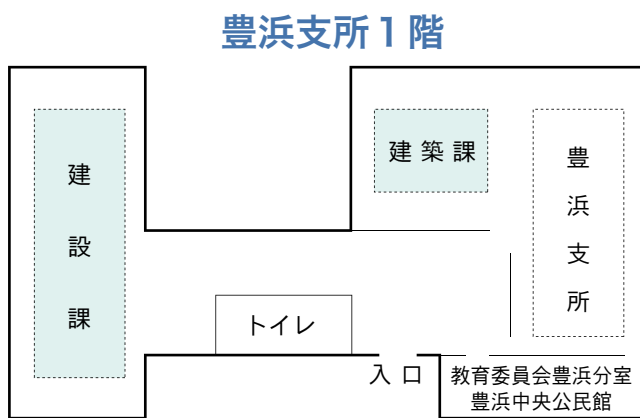 豊浜支所１階
建設課
建築課
豊浜支所
トイレ
入口
教育委員会豊浜分室
豊浜中央公民館